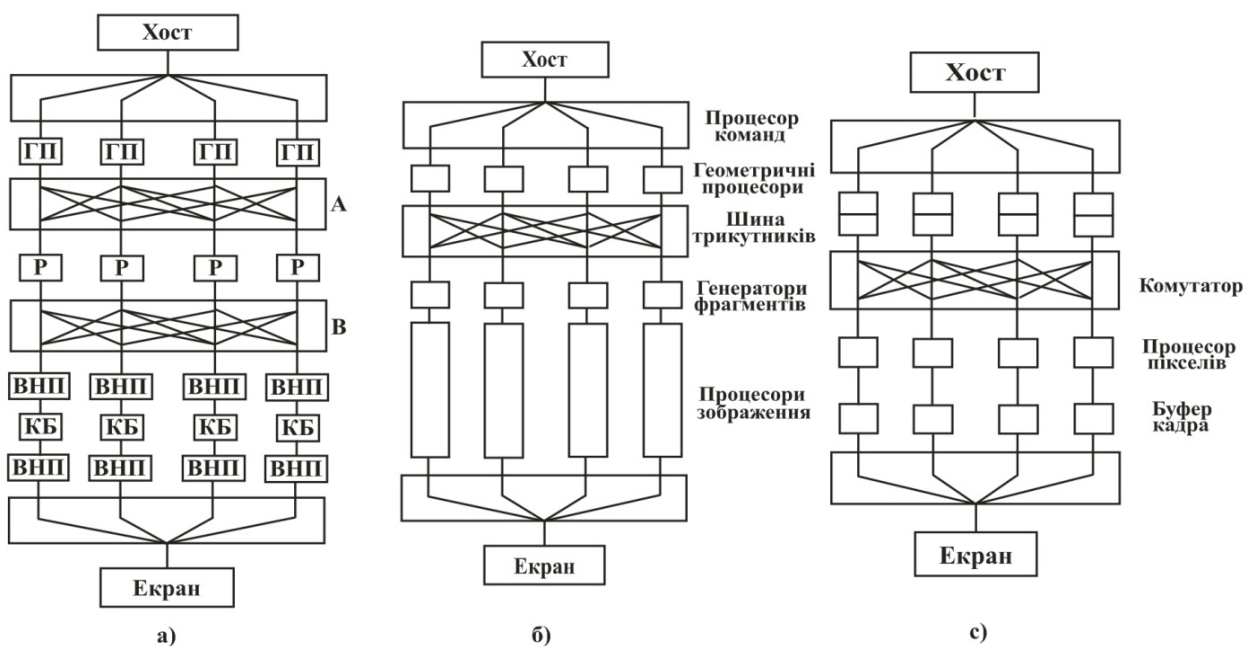 Хост
ГП ГП ГП ГП
А
Р Р Р Р
В
ВНП ВНП ВНП ВНП
КБ КБ КБ КБ
ВНП ВНП ВНП ВНП
Екран
а)
Хост
Процесор
команд
Геометричні
процесори
Шина
трикутників
Генератори
фрагментів
Процесори
зображення
Екран
б)
Хост
Комутатор
Процесор
пікселів
Буфер
кадра
Екран
с)